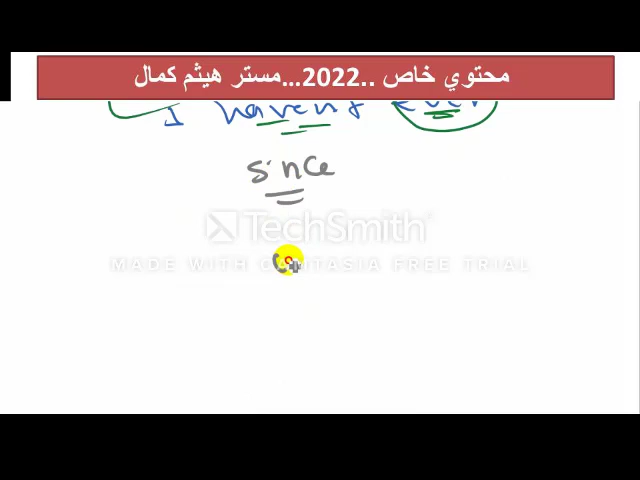 محتوي خاص ..2022...مستر هيثم كمال
I haven't ever
since
TechSmith
MADE WITH CAMTASIA FREE TRIAL